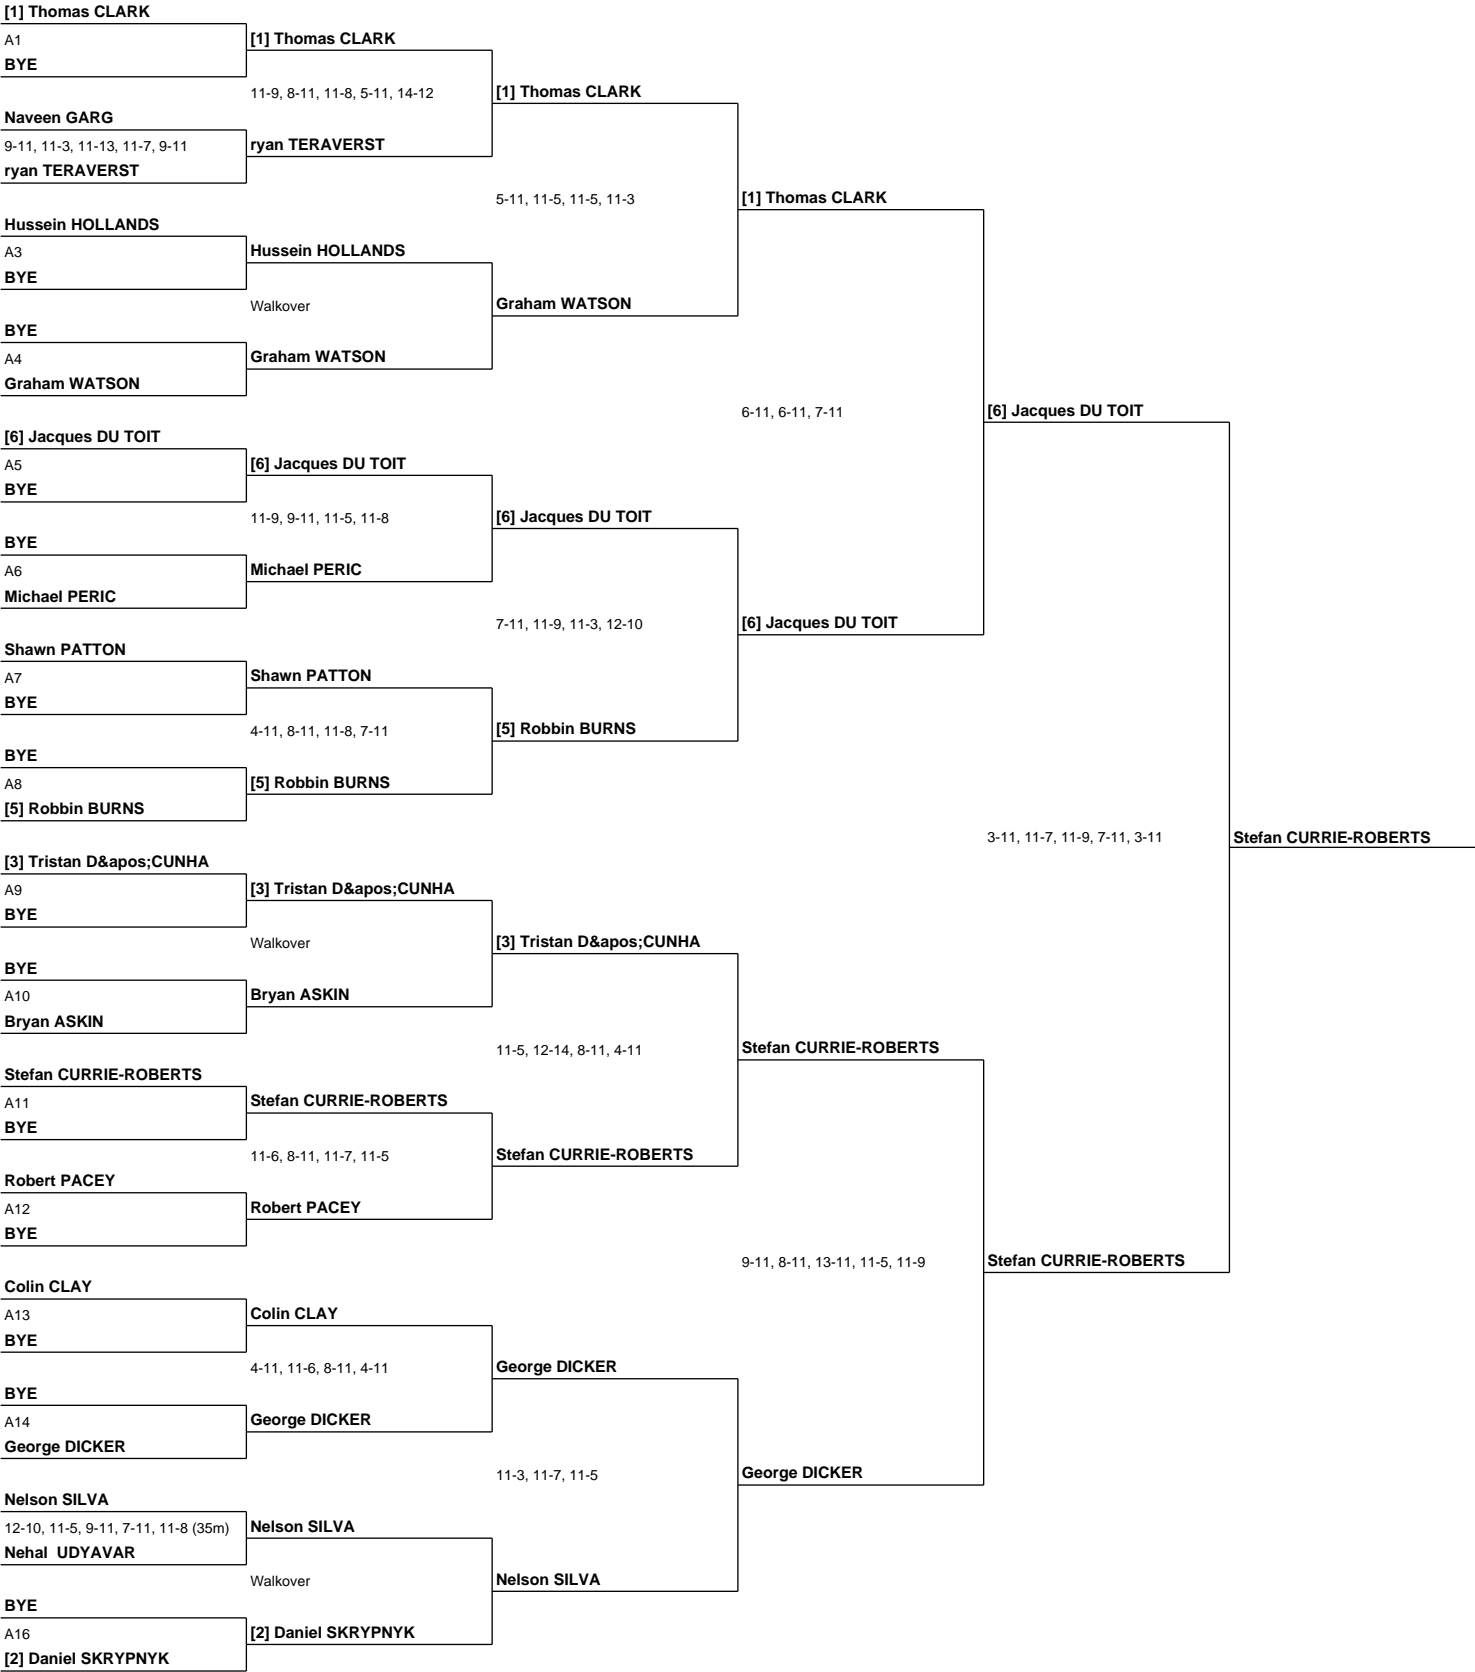 [1] Thomas CLARK
A1
BYE
[1] Thomas CLARK
11-9, 8-11, 11-8, 5-11, 14-12
[1] Thomas CLARK
Naveen GARG
9-11, 11-3, 11-13, 11-7, 9-11
ryan TERAVERST
ryan TERAVERST
5-11, 11-5, 11-5, 11-3
[1] Thomas CLARK
Hussein HOLLANDS
A3
BYE
Hussein HOLLANDS
Walkover
Graham WATSON
BYE
A4
Graham WATSON
Graham WATSON
6-11, 6-11, 7-11
[6] Jacques DU TOIT
[6] Jacques DU TOIT
A5
BYE
[6] Jacques DU TOIT
11-9, 9-11, 11-5, 11-8
[6] Jacques DU TOIT
BYE
A6
Michael PERIC
Michael PERIC
7-11, 11-9, 11-3, 12-10
[6] Jacques DU TOIT
Shawn PATTON
A7
BYE
Shawn PATTON
4-11, 8-11, 11-8, 7-11
[5] Robbin BURNS
BYE
A8
[5] Robbin BURNS
[5] Robbin BURNS
3-11, 11-7, 11-9, 7-11, 3-11
Stefan CURRIE-ROBERTS
[3] Tristan D&apos;CUNHA
A9
BYE
[3] Tristan D&apos;CUNHA
Walkover
[3] Tristan D&apos;CUNHA
BYE
A10
Bryan ASKIN
Bryan ASKIN
11-5, 12-14, 8-11, 4-11
Stefan CURRIE-ROBERTS
Stefan CURRIE-ROBERTS
A11
BYE
Stefan CURRIE-ROBERTS
11-6, 8-11, 11-7, 11-5
Stefan CURRIE-ROBERTS
Robert PACEY
A12
BYE
Robert PACEY
9-11, 8-11, 13-11, 11-5, 11-9
Stefan CURRIE-ROBERTS
Colin CLAY
A13
BYE
Colin CLAY
4-11, 11-6, 8-11, 4-11
George DICKER
BYE
A14
George DICKER
George DICKER
11-3, 11-7, 11-5
George DICKER
Nelson SILVA
12-10, 11-5, 9-11, 7-11, 11-8 (35m)
Nehal  UDYAVAR
Nelson SILVA
Walkover
Nelson SILVA
BYE
A16
[2] Daniel SKRYPNYK
[2] Daniel SKRYPNYK